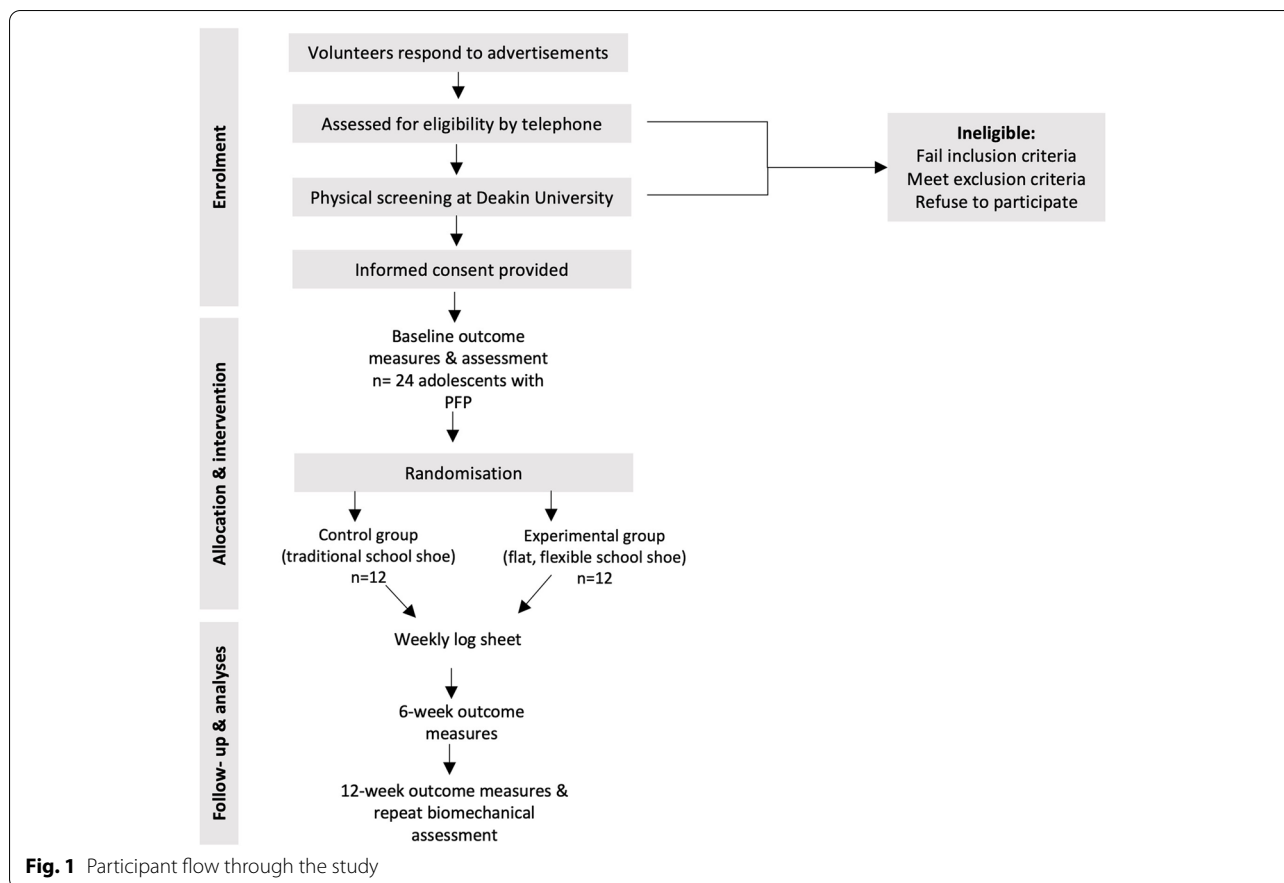 Enrolment
Volunteers respond to advertisements
Assessed for eligibility by telephone
Physical screening at Deakin University
Informed consent provided
Ineligible:
Fail inclusion criteria
Meet exclusion criteria
Refuse to participate
Allocation & intervention
Baseline outcome
measures & assessment
n= 24 adolescents with
PFP
Randomisation
Control group
(traditional school shoe)
n=12
Experimental group
(flat, flexible school shoe)
n=12
Follow- up & analyses
Weekly log sheet
6-week outcome
measures
12-week outcome measures &
repeat biomechanical
assessment
Fig. 1 Participant flow through the study